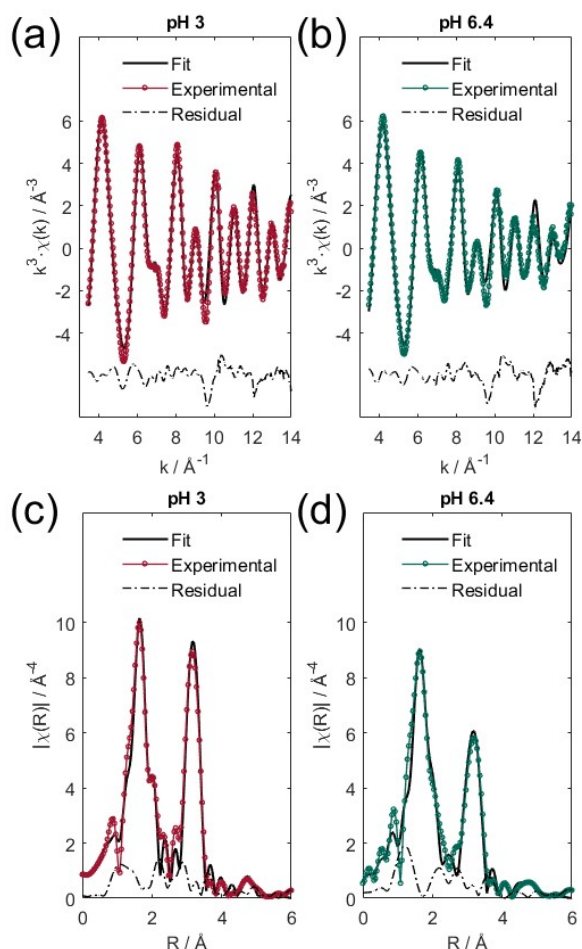 (a)
pH 3
Fit
Experimental
Residual
k³·χ(k) / Å⁻³
6
4
2
0
-2
-4
4 6 8 10 12 14
k / Å⁻¹
(b)
pH 6.4
Fit
Experimental
Residual
k³·χ(k) / Å⁻³
6
4
2
0
-2
-4
4 6 8 10 12 14
k / Å⁻¹
(c)
pH 3
Fit
Experimental
Residual
|χ(R)| / Å⁻⁴
10
8
6
4
2
0
0 2 4 6
R / Å
(d)
pH 6.4
Fit
Experimental
Residual
|χ(R)| / Å⁻⁴
10
8
6
4
2
0
0 2 4 6
R / Å